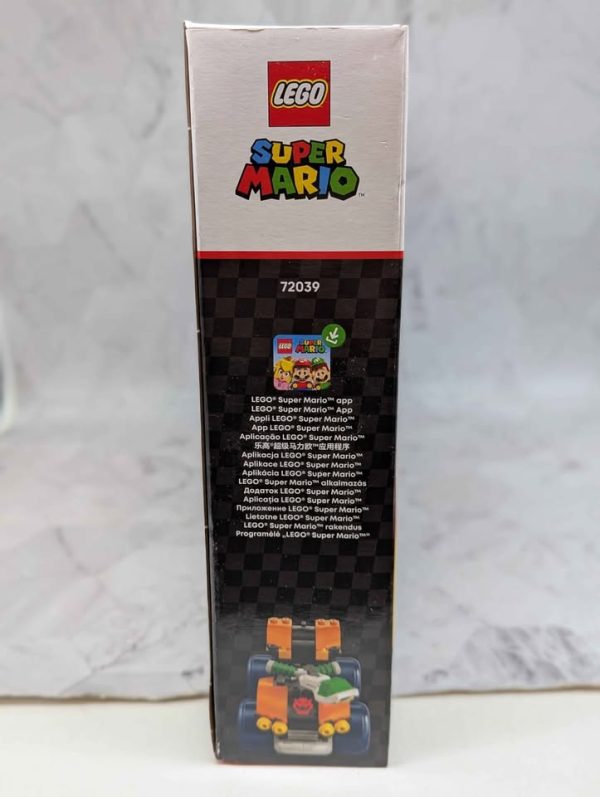 LEGO
SUPER
MARIO™
72039
LEGO SUPER
MARIO
LEGO® Super Mario™ app
LEGO® Super Mario™ App
Appli LEGO® Super Mario™
App LEGO® Super Mario™
Aplicação LEGO® Super Mario™
乐高®超级马力欧™应用程序
Aplikacja LEGO® Super Mario™
Aplikace LEGO® Super Mario™
Aplikácia LEGO® Super Mario™
LEGO® Super Mario™ alkalmazás
Додаток LEGO® Super Mario™
Aplicația LEGO® Super Mario™
Приложение LEGO® Super Mario™
Lietotne LEGO® Super Mario™
LEGO® Super Mario™ rakendus
Programėlė „LEGO® Super Mario™“